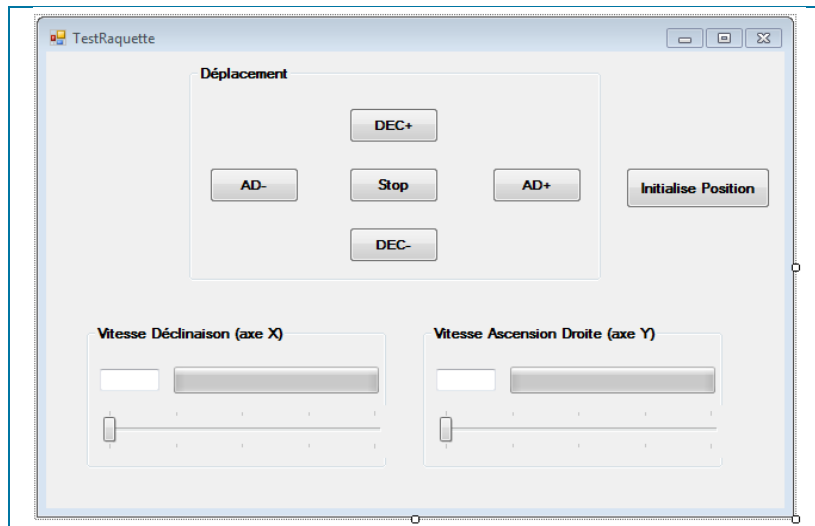 TestRaquette
Déplacement
DEC+
AD-
Stop
AD+
Initialise Position
DEC-
Vitesse Déclinaison (axe X)
Vitesse Ascension Droite (axe Y)